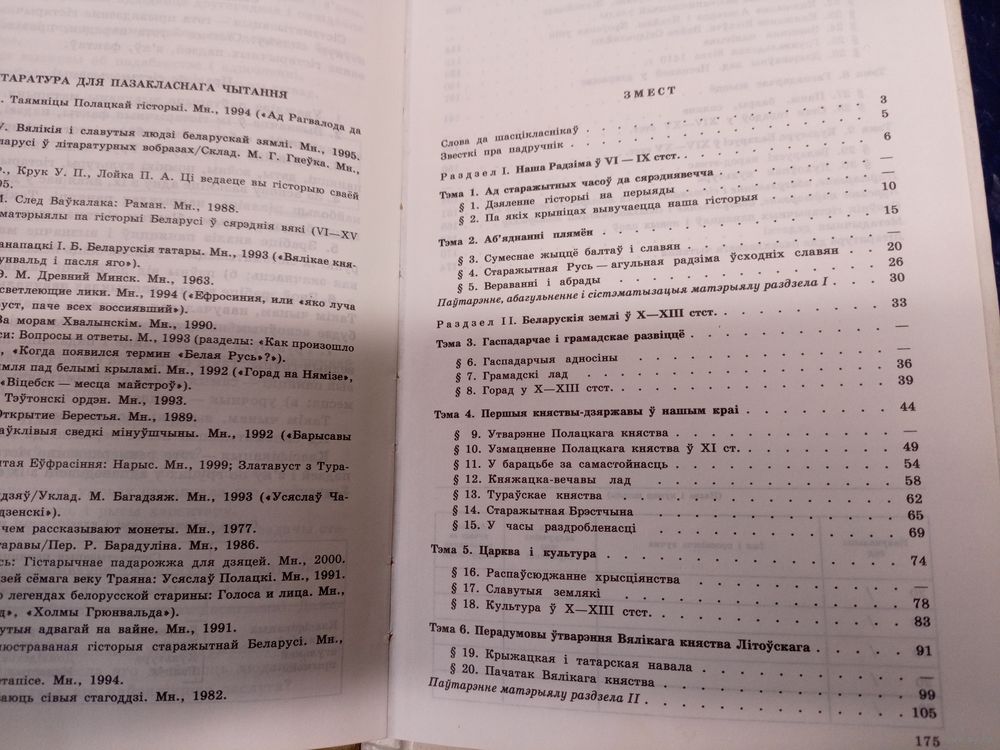 ТАРАТУРА ДЛЯ ПАЗАКЛАСНАГА ЧЫТАННЯ
. Таямніцы Полацкай гісторыі. Мн., 1994 («Ад Рагвалода да
У. Вялікія і славутыя людзі беларускай зямлі. Мн., 1995.
ларусі ў літаратурных вобразах/Склад. М. Г. Гнеўка. Мн.,
., Крук У. П., Лойка П. А. Ці ведаеце вы гісторыю сваёй
95.
І. След Ваўкалака: Раман. Мн., 1988.
матэрыялы па гісторыі Беларусі ў сярэднія вякі (VI—XV
анапацкі І. Б. Беларускія татары. Мн., 1993 («Вялікае кня-
унвальд і пасля яго»).
Э. М. Древний Минск. Мн., 1963.
светлеющие лики. Мн., 1994 («Ефросиния, или «яко луча
уст, паче всех воссиявший»).
За морам Хвалынскім. Мн., 1990.
си: Вопросы и ответы. М., 1993 (разделы: «Как произошло
, «Когда появился термин «Белая Русь»?»).
мля пад белымі крыламі. Мн., 1992 («Горад на Нямізе»,
«Віцебск — месца майстроў»).
Тэўтонскі ордэн. Мн., 1993.
Открытие Берестья. Мн., 1989.
аўклівыя сведкі мінуўшчыны. Мн., 1992 («Барысавы
тая Еўфрасіння: Нарыс. Мн., 1999; Златавуст з Тура-
дзяў/Уклад. М. Багадзяж. Мн., 1993 («Усяслаў Ча-
дзенскі»).
чем рассказывают монеты. Мн., 1977.
таравы/Пер. Р. Барадуліна. Мн., 1986.
сь: Гістарычнае падарожжа для дзяцей. Мн., 2000.
зей сёмага веку Траяна: Усяслаў Полацкі. Мн., 1991.
о легендах белорусской старины: Голоса и лица. Мн.,
д», «Холмы Грюнвальда»).
утыя адвагай на вайне. Мн., 1991.
люстраваная гісторыя старажытнай Беларусі. Мн.,
тапісе. Мн., 1994.
ваюць сівыя стагоддзі. Мн., 1982.
ЗМЕСТ
Слова да шасцікласнікаў . . . . . . . . . . . 3
Звесткі пра падручнік . . . . . . . . . . . 5
Раздзел I. Наша Радзіма ў VI — IX стст. . . . . . . . . 6
Тэма 1. Ад старажытных часоў да сярэднявечча . . . . . . —
§ 1. Дзяленне гісторыі на перыяды . . . . . . . . —
§ 2. Па якіх крыніцах вывучаецца наша гісторыя . . . . . 10
Тэма 2. Аб'яднанні плямён . . . . . . . . . . 15
§ 3. Сумеснае жыццё балтаў і славян . . . . . . . . —
§ 4. Старажытная Русь — агульная радзіма ўсходніх славян . . 20
§ 5. Вераванні і абрады . . . . . . . . . . 26
Паўтарэнне, абагульненне і сістэматызацыя матэрыялу раздзела I . 30
Раздзел II. Беларускія землі ў X—XIII стст. . . . . . . . 33
Тэма 3. Гаспадарчае і грамадскае развіццё . . . . . . . —
§ 6. Гаспадарчыя адносіны . . . . . . . . . . —
§ 7. Грамадскі лад . . . . . . . . . . . 36
§ 8. Горад у X—XIII стст. . . . . . . . . . . 39
Тэма 4. Першыя княствы-дзяржавы ў нашым краі . . . . . . 44
§ 9. Утварэнне Полацкага княства . . . . . . . . —
§ 10. Узмацненне Полацкага княства ў XI ст. . . . . . . 49
§ 11. У барацьбе за самастойнасць . . . . . . . . 54
§ 12. Княжацка-вечавы лад . . . . . . . . . . 58
§ 13. Тураўскае княства . . . . . . . . . . 62
§ 14. Старажытная Брэстчына . . . . . . . . . 65
§ 15. У часы раздробленасці . . . . . . . . . 69
Тэма 5. Царква і культура . . . . . . . . . . 74
§ 16. Распаўсюджанне хрысціянства . . . . . . . . —
§ 17. Славутыя землякі . . . . . . . . . . 78
§ 18. Культура ў X—XIII стст. . . . . . . . . . 83
Тэма 6. Перадумовы ўтварэння Вялікага княства Літоўскага . . . 91
§ 19. Крыжацкая і татарская навала . . . . . . . . —
§ 20. Пачатак Вялікага княства . . . . . . . . . 99
Паўтарэнне матэрыялу раздзела II . . . . . . . . . 105
175